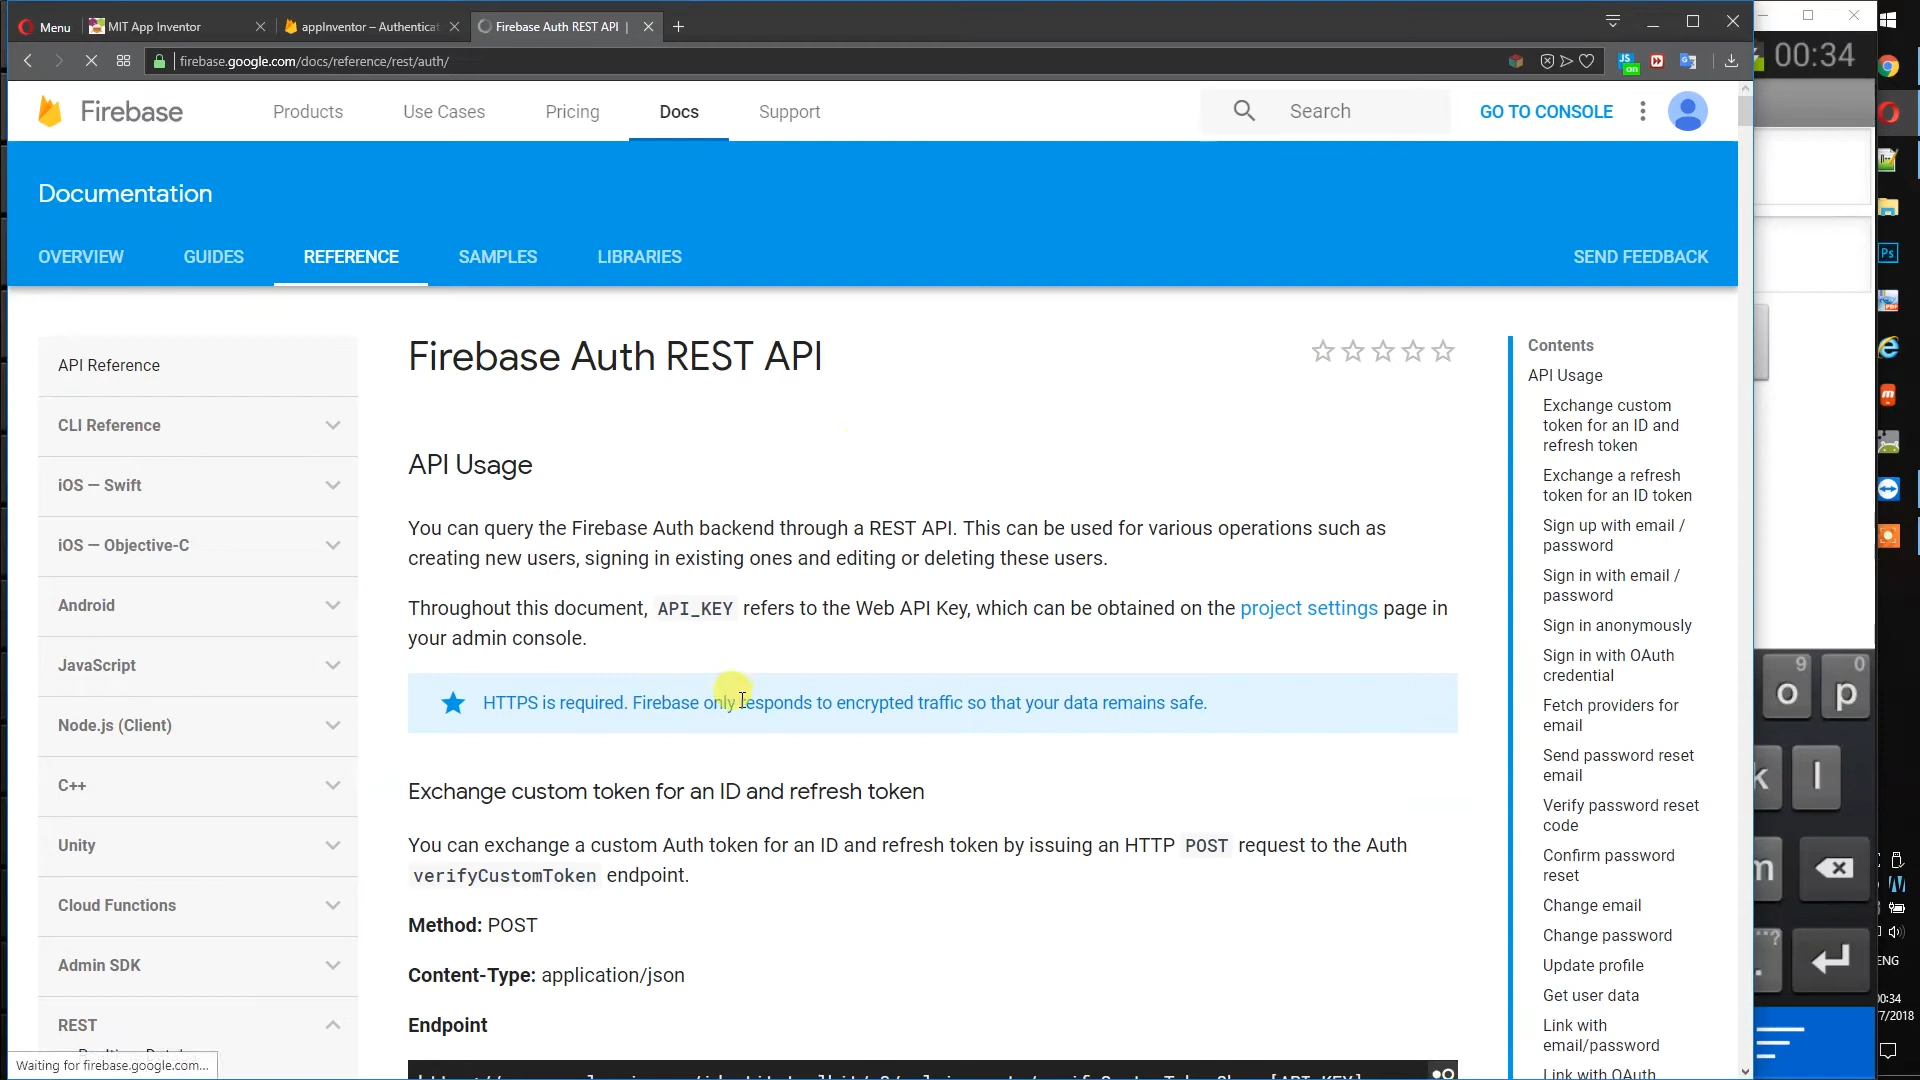 Menu
MIT App Inventor
appInventor – Authenticat
Firebase Auth REST API |
firebase.google.com/docs/reference/rest/auth/
JS
on
00:34
Firebase
Products
Use Cases
Pricing
Docs
Support
Search
GO TO CONSOLE
Documentation
OVERVIEW
GUIDES
REFERENCE
SAMPLES
LIBRARIES
SEND FEEDBACK
API Reference
CLI Reference
iOS — Swift
iOS — Objective-C
Android
JavaScript
Node.js (Client)
C++
Unity
Cloud Functions
Admin SDK
REST
Waiting for firebase.google.com...
Firebase Auth REST API
API Usage
You can query the Firebase Auth backend through a REST API. This can be used for various operations such as
creating new users, signing in existing ones and editing or deleting these users.
Throughout this document, API_KEY refers to the Web API Key, which can be obtained on the project settings page in
your admin console.
HTTPS is required. Firebase only responds to encrypted traffic so that your data remains safe.
Exchange custom token for an ID and refresh token
You can exchange a custom Auth token for an ID and refresh token by issuing an HTTP POST request to the Auth
verifyCustomToken endpoint.
Method: POST
Content-Type: application/json
Endpoint
Contents
API Usage
Exchange custom
token for an ID and
refresh token
Exchange a refresh
token for an ID token
Sign up with email /
password
Sign in with email /
password
Sign in anonymously
Sign in with OAuth
credential
Fetch providers for
email
Send password reset
email
Verify password reset
code
Confirm password
reset
Change email
Change password
Update profile
Get user data
Link with
email/password
Link with OAuth
9
o
0
p
k
l
m
?
.
Ps
ENG
0:34
7/2018